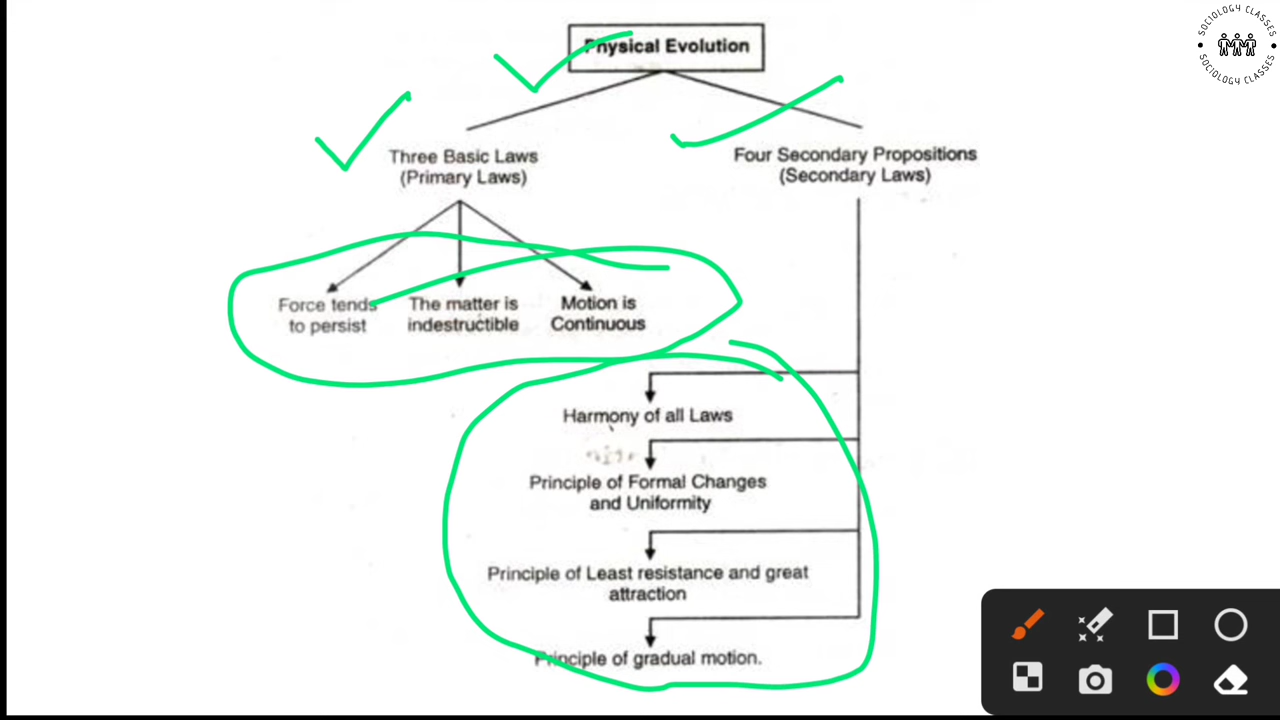 SOCIOLOGY CLASSES
SOCIOLOGY CLASSES
Physical Evolution
Three Basic Laws
(Primary Laws)
Four Secondary Propositions
(Secondary Laws)
Force tends
to persist
The matter is
indestructible
Motion is
Continuous
Harmony of all Laws
Principle of Formal Changes
and Uniformity
Principle of Least resistance and great
attraction
Principle of gradual motion.